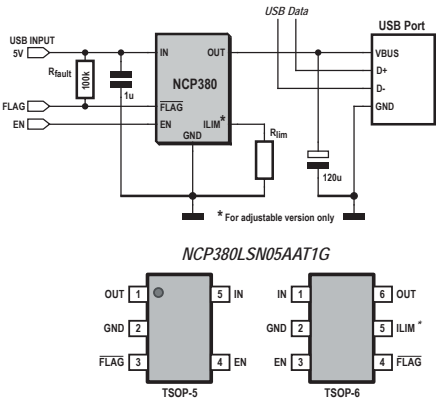 USB Data
USB Port
USB INPUT
5V
Rfault
100k
1u
IN
OUT
NCP380
FLAG
EN
ILIM*
GND
FLAG
EN
Rlim
120u
VBUS
D+
D-
GND
* For adjustable version only
NCP380LSN05AAT1G
OUT 1 5 IN
GND 2
FLAG 3 4 EN
TSOP-5
IN 1 6 OUT
GND 2 5 ILIM *
EN 3 4 FLAG
TSOP-6